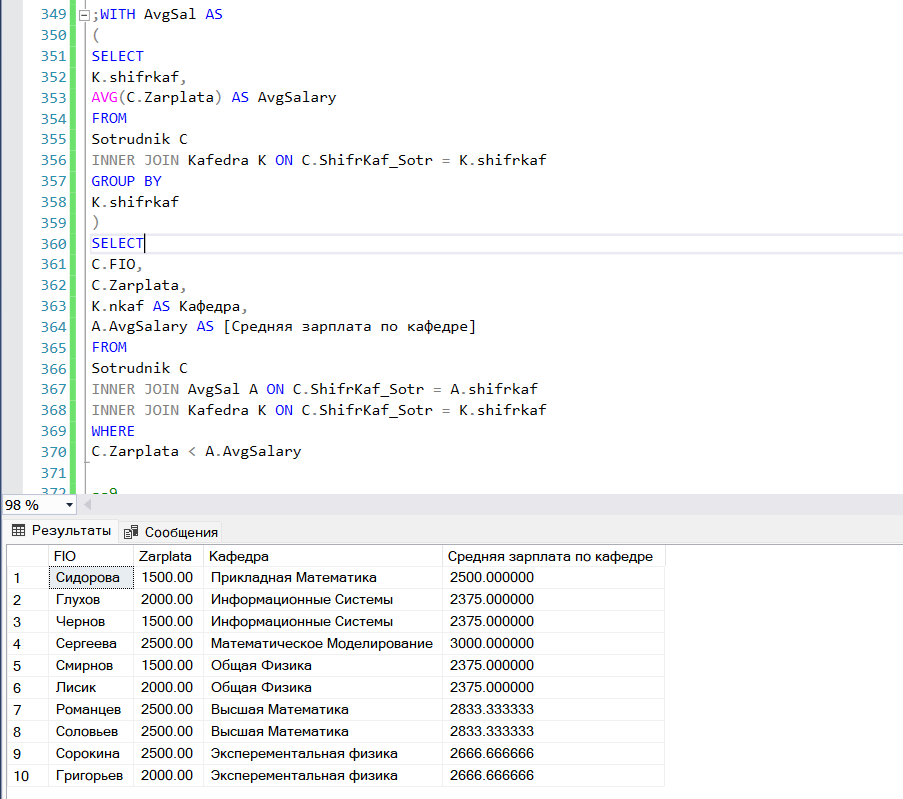 349 ;WITH AvgSal AS
350 (
351 SELECT
352 K.shifrkaf,
353 AVG(C.Zarplata) AS AvgSalary
354 FROM
355 Sotrudnik C
356 INNER JOIN Kafedra K ON C.ShifrKaf_Sotr = K.shifrkaf
357 GROUP BY
358 K.shifrkaf
359 )
360 SELECT
361 C.FIO,
362 C.Zarplata,
363 K.nkaf AS Кафедра,
364 A.AvgSalary AS [Средняя зарплата по кафедре]
365 FROM
366 Sotrudnik C
367 INNER JOIN AvgSal A ON C.ShifrKaf_Sotr = A.shifrkaf
368 INNER JOIN Kafedra K ON C.ShifrKaf_Sotr = K.shifrkaf
369 WHERE
370 C.Zarplata < A.AvgSalary
371
372 --9
98 %
Результаты Сообщения
FIO Zarplata Кафедра Средняя зарплата по кафедре
1 Сидорова 1500.00 Прикладная Математика 2500.000000
2 Глухов 2000.00 Информационные Системы 2375.000000
3 Чернов 1500.00 Информационные Системы 2375.000000
4 Сергеева 2500.00 Математическое Моделирование 3000.000000
5 Смирнов 1500.00 Общая Физика 2375.000000
6 Лисик 2000.00 Общая Физика 2375.000000
7 Романцев 2500.00 Высшая Математика 2833.333333
8 Соловьев 2500.00 Высшая Математика 2833.333333
9 Сорокина 2500.00 Эксперементальная физика 2666.666666
10 Григорьев 2000.00 Эксперементальная физика 2666.666666